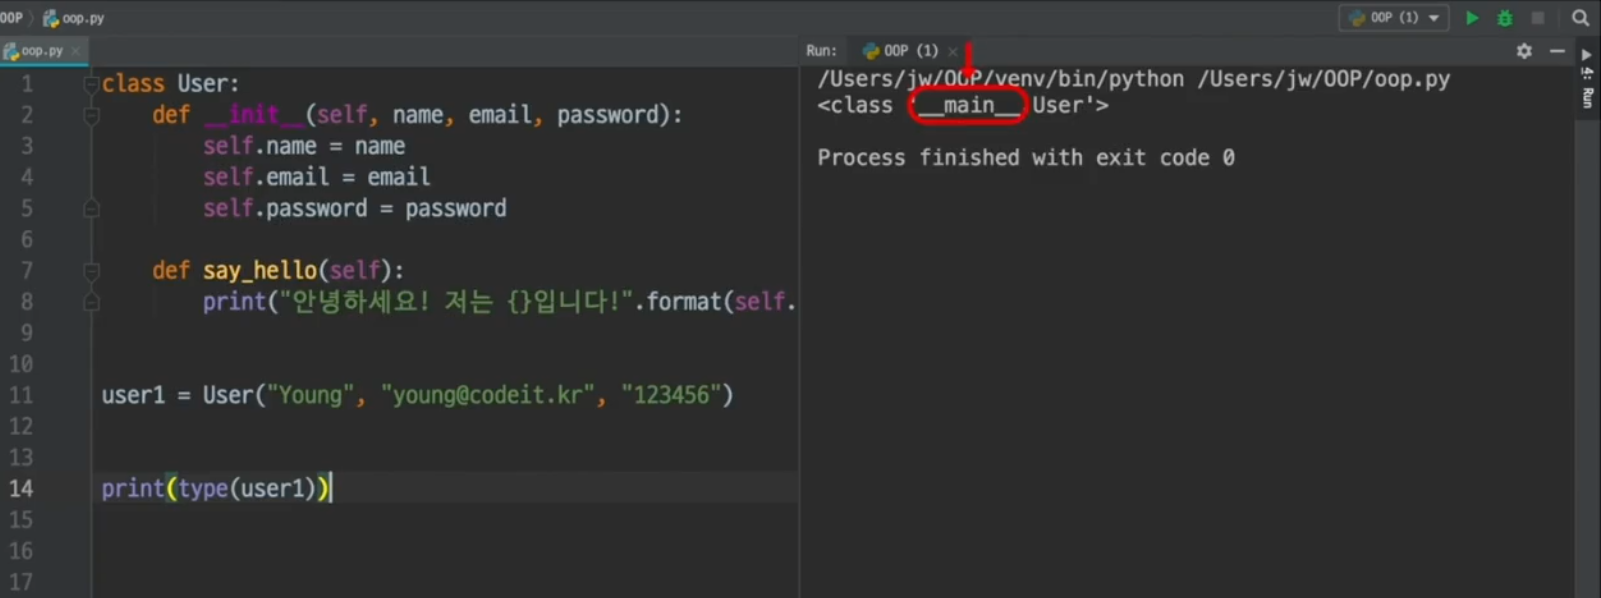 OOP oop.py
OOP (1)
oop.py
Run: OOP (1)
1 class User:
2 def __init__(self, name, email, password):
3 self.name = name
4 self.email = email
5 self.password = password
6
7 def say_hello(self):
8 print("안녕하세요! 저는 {}입니다!".format(self.
9
10
11 user1 = User("Young", "young@codeit.kr", "123456")
12
13
14 print(type(user1))
15
16
17
/Users/jw/OOP/venv/bin/python /Users/jw/OOP/oop.py
<class '__main__.User'>
Process finished with exit code 0
4: Run